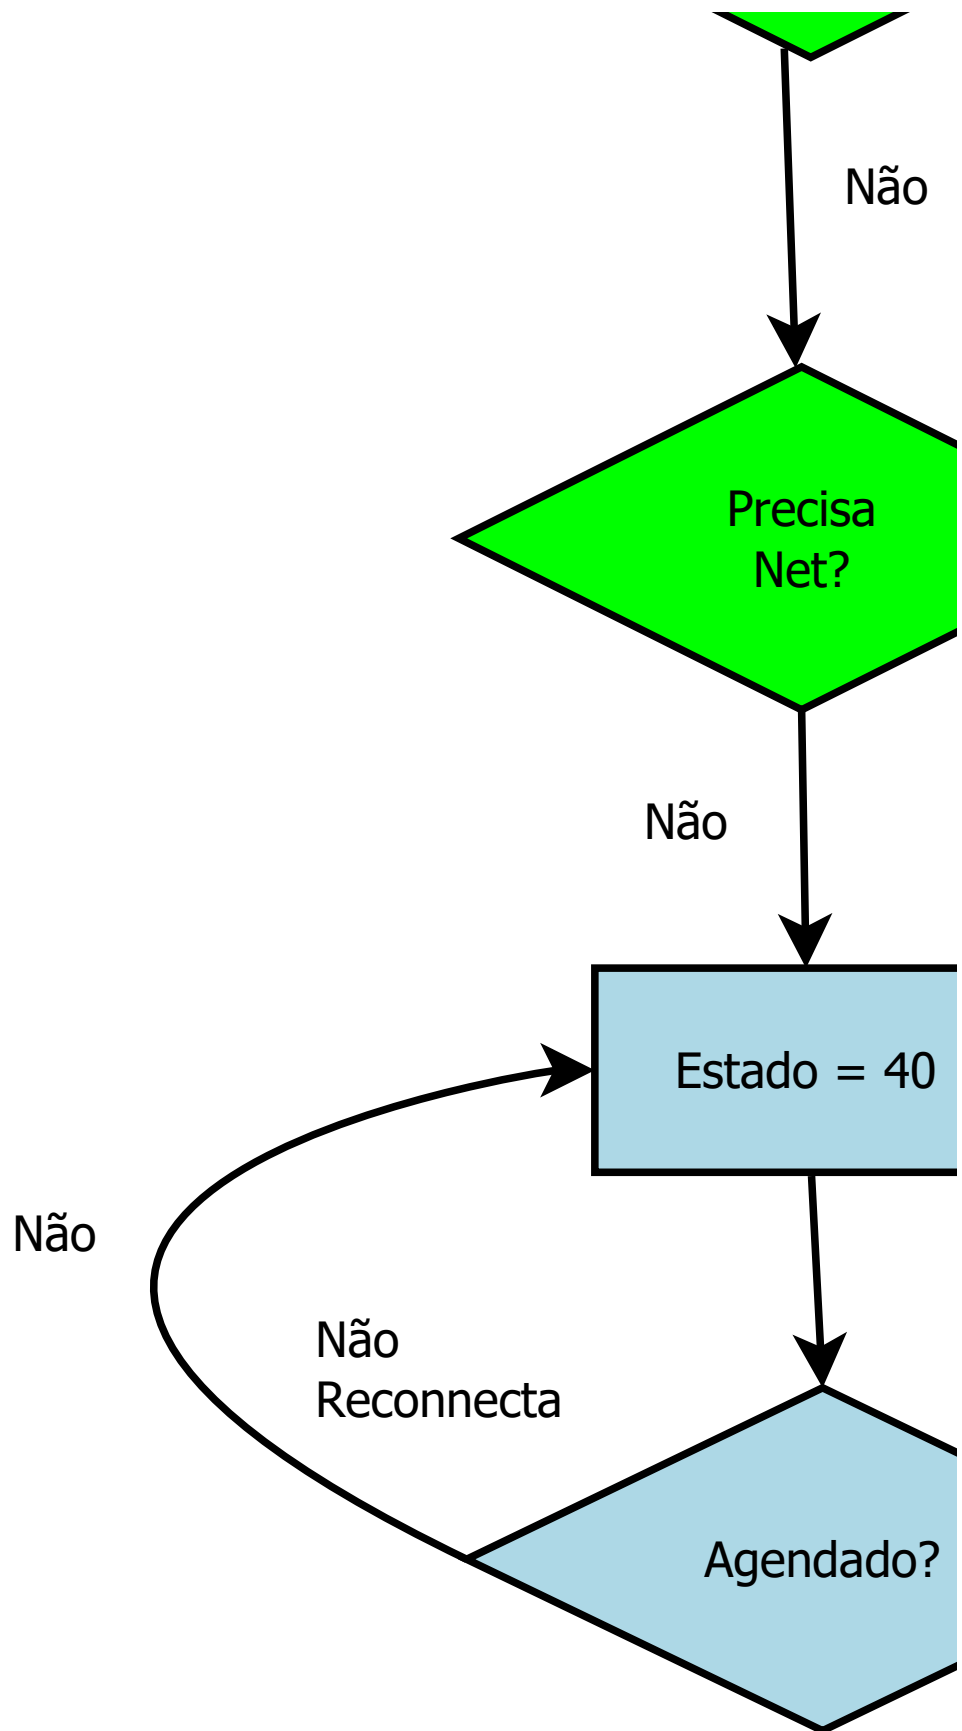 Não
Precisa
Net?
Não
Estado = 40
Não
Não
Reconnecta
Agendado?